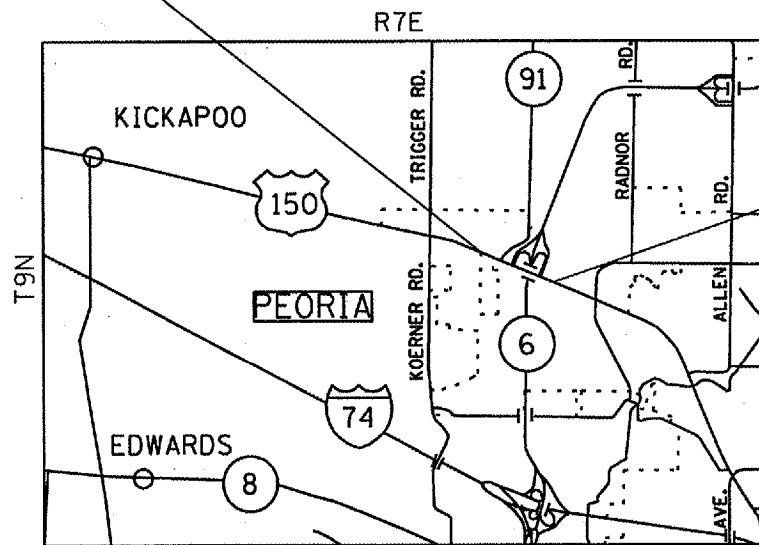 R7E
91
RD.
TRIGGER RD.
KICKAPOO
RADNOR
150
RD.
T9N
PEORIA
KOERNER RD.
ALLEN
6
74
EDWARDS
8
AVE.